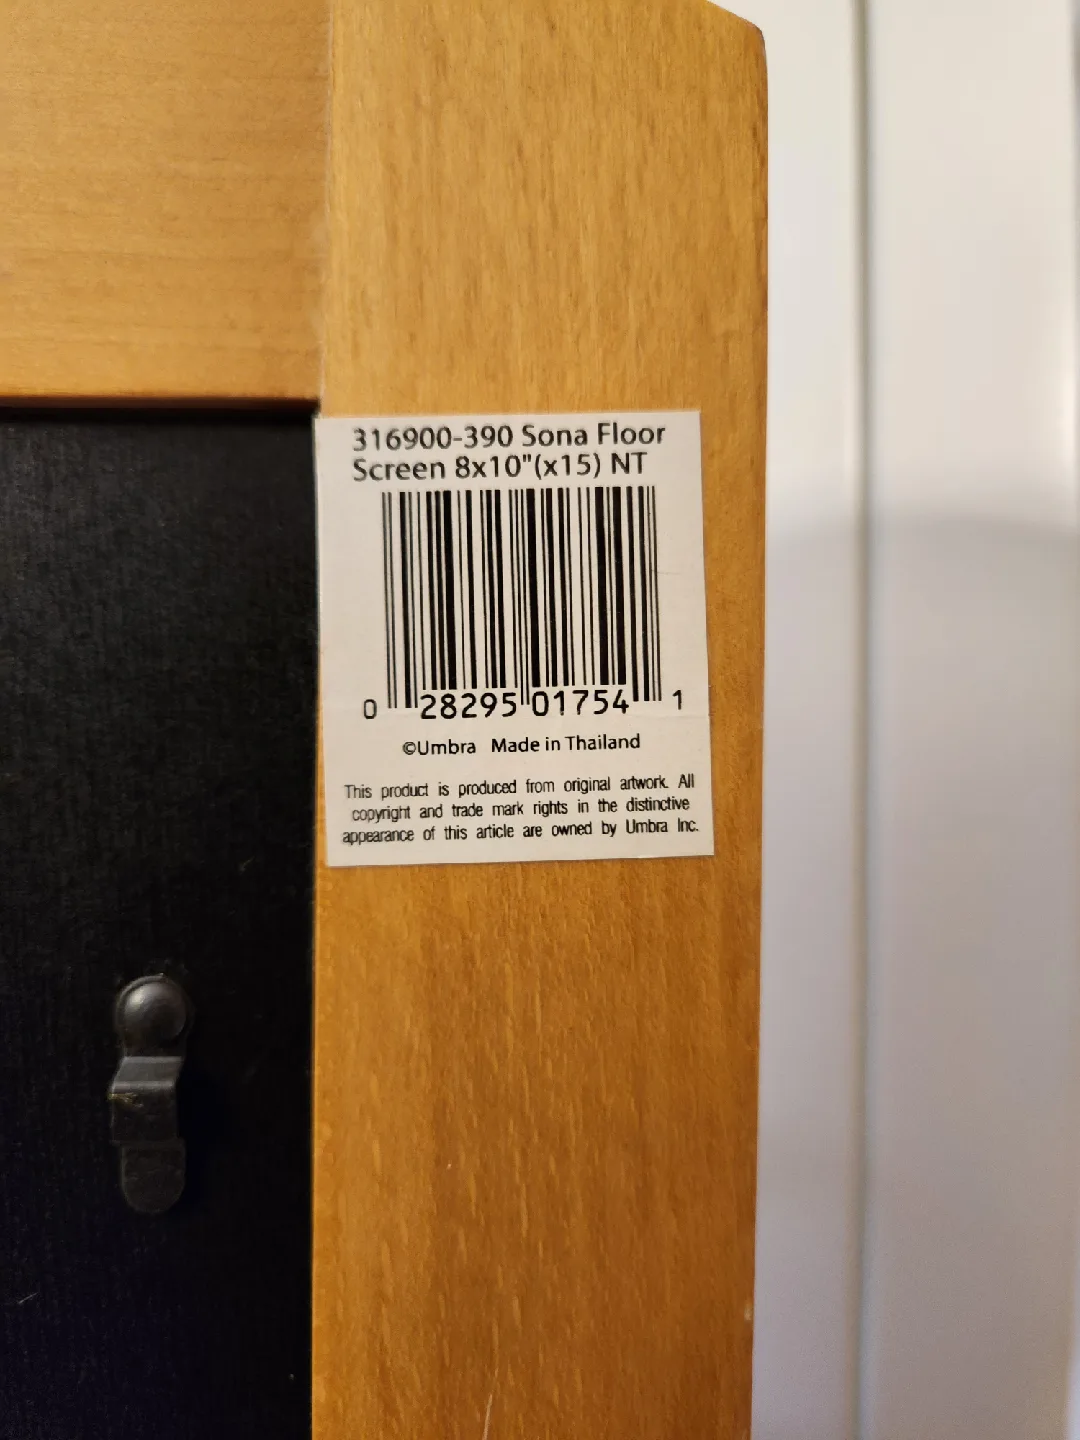 316900-390 Sona Floor
Screen 8x10"(x15) NT
0 28295 01754 1
©Umbra Made in Thailand
This product is produced from original artwork. All
copyright and trade mark rights in the distinctive
appearance of this article are owned by Umbra Inc.